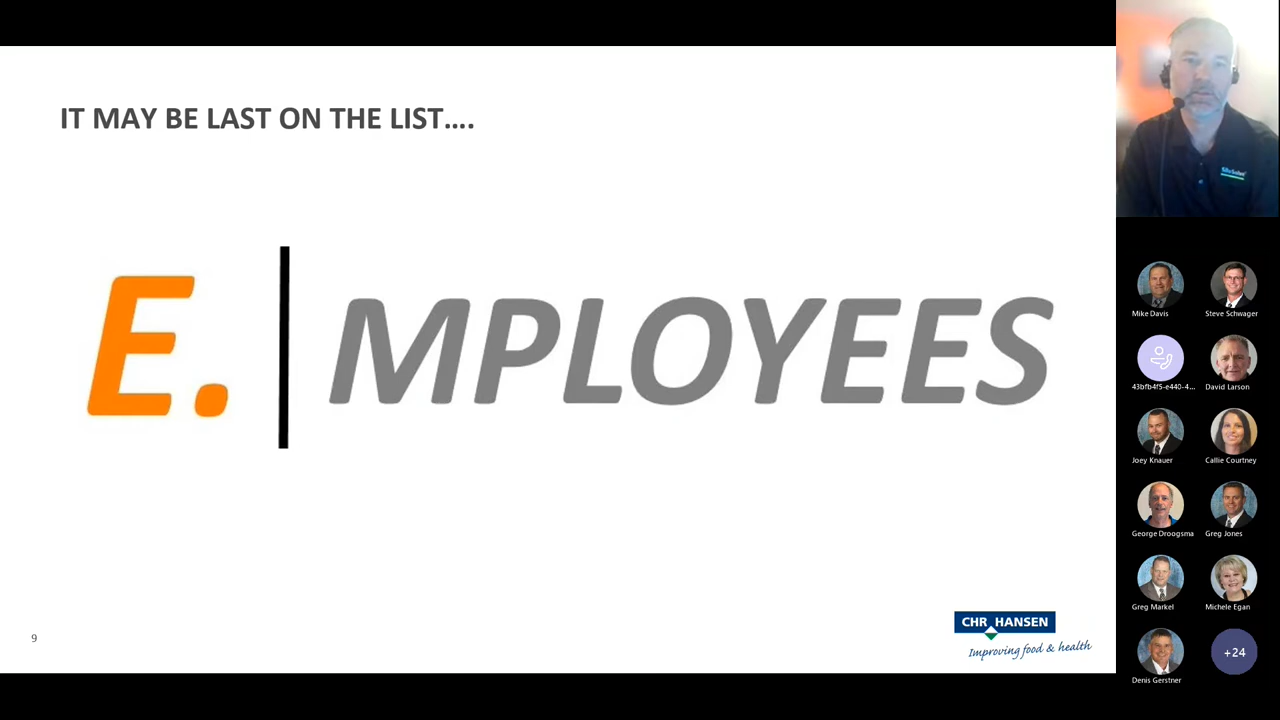 IT MAY BE LAST ON THE LIST....
E. | MPLOYEES
9
CHR HANSEN
Improving food & health
SiloSolve
Mike Davis
Steve Schwager
43bfb4f5-e440-4...
David Larson
Joey Knauer
Callie Courtney
George Droogsma
Greg Jones
Greg Markel
Michele Egan
Denis Gerstner
+24